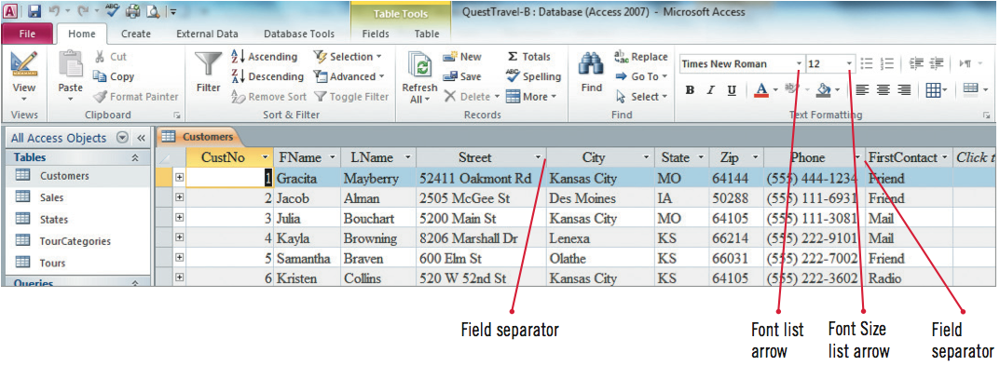 Table Tools
QuestTravel-B : Database (Access 2007) - Microsoft Access
File Home Create External Data Database Tools Fields Table
View
Views
Paste
Cut
Copy
Format Painter
Clipboard
Filter
Ascending
Descending
Remove Sort
Selection
Advanced
Toggle Filter
Sort & Filter
Refresh
All
New
Save
Delete
Totals
Spelling
More
Records
Find
Replace
Go To
Select
Find
Times New Roman 12
B I U A
Text Formatting
All Access Objects
Tables
Customers
Sales
States
TourCategories
Tours
Queries
Customers
CustNo FName LName Street City State Zip Phone FirstContact Click t
1 Gracita Mayberry 52411 Oakmont Rd Kansas City MO 64144 (555) 444-1234 Friend
2 Jacob Alman 2505 McGee St Des Moines IA 50288 (555) 111-6931 Friend
3 Julia Bouchart 5200 Main St Kansas City MO 64105 (555) 111-3081 Mail
4 Kayla Browning 8206 Marshall Dr Lenexa KS 66214 (555) 222-9101 Mail
5 Samantha Braven 600 Elm St Olathe KS 66031 (555) 222-7002 Friend
6 Kristen Collins 520 W 52nd St Kansas City KS 64105 (555) 222-3602 Radio
Field separator
Font list
arrow
Font Size
list arrow
Field
separator